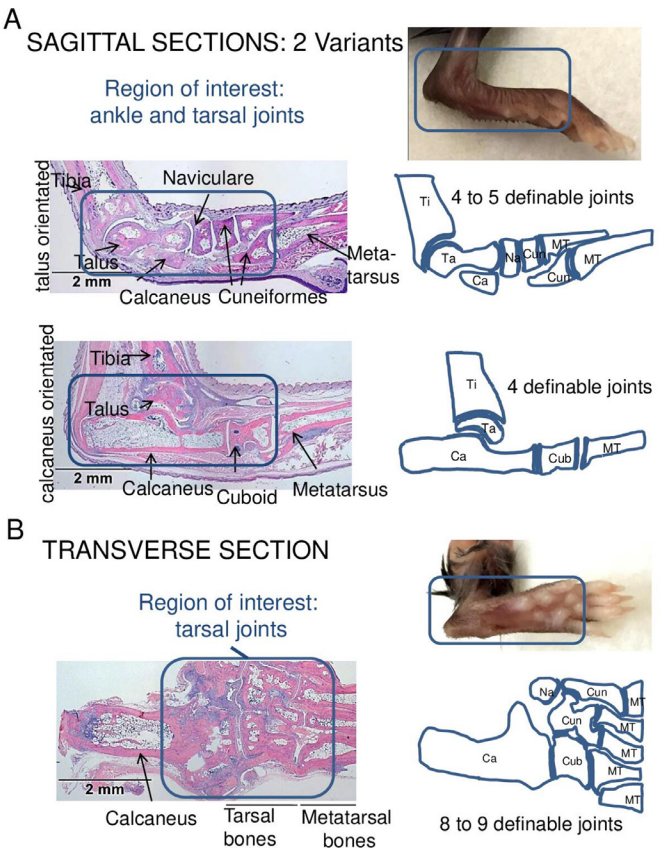 A
SAGITTAL SECTIONS: 2 Variants
Region of interest:
ankle and tarsal joints
talus orientated
Tibia
Naviculare
Talus
2 mm
Calcaneus
Cuneiformes
Meta-
tarsus
4 to 5 definable joints
Ti
Ta
Ca
Na
Cun
MT
Cun
MT
calcaneus orientated
Tibia
Talus
2 mm
Calcaneus
Cuboid
Metatarsus
4 definable joints
Ti
Ta
Ca
Cub
MT
B
TRANSVERSE SECTION
Region of interest:
tarsal joints
2 mm
Calcaneus
Tarsal
bones
Metatarsal
bones
Na
Cun
MT
Cun
MT
Ca
Cub
MT
MT
MT
8 to 9 definable joints